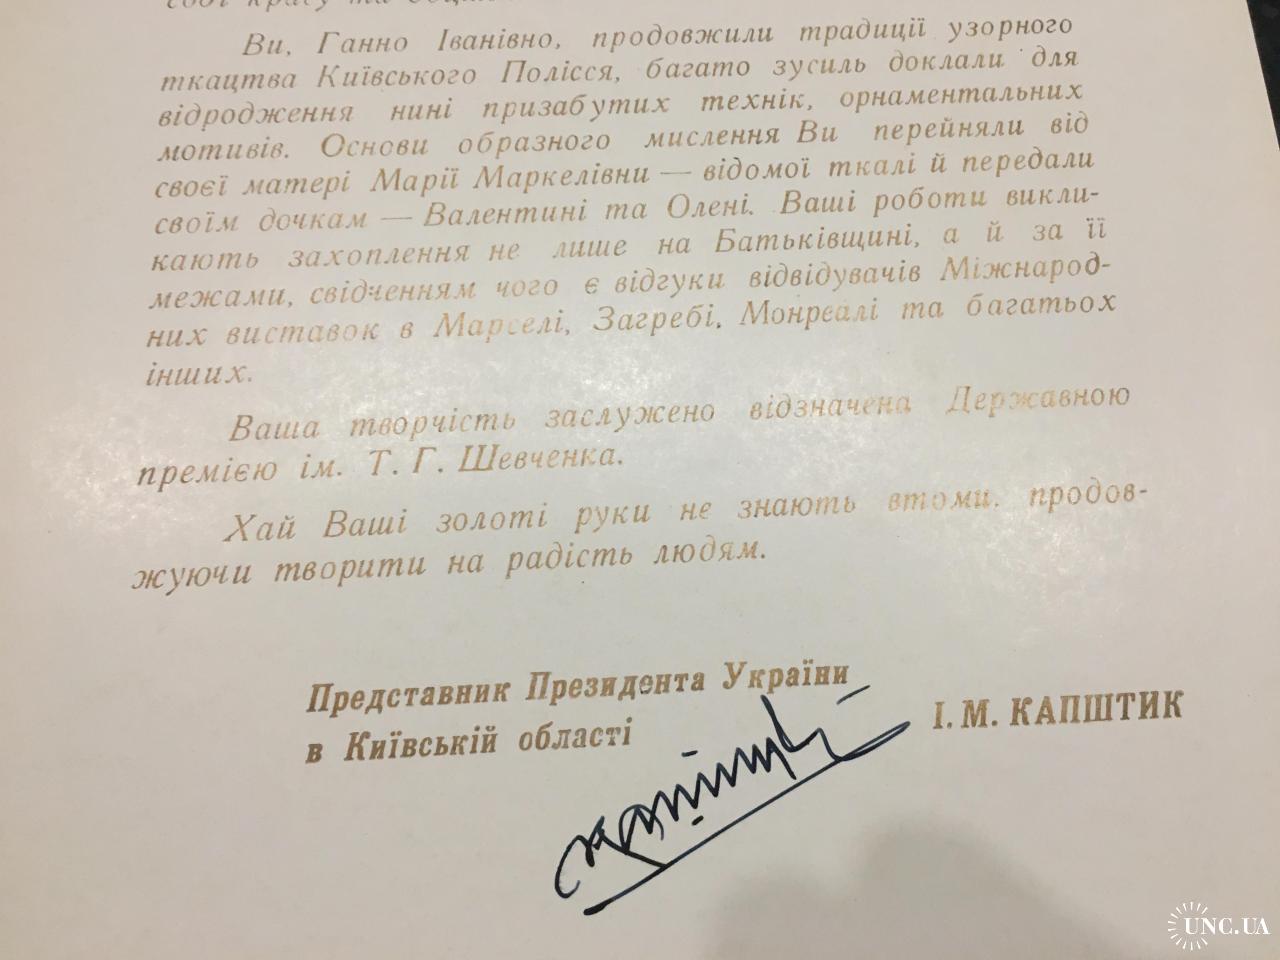 собі красу та
Ви, Ганно Іванівно, продовжили традиції узорного
ткацтва Київського Полісся, багато зусиль доклали для
відродження нині призабутих технік, орнаментальних
мотивів. Основи образного мислення Ви перейняли від
своєї матері Марії Маркелівни — відомої ткалі й передали
своїм дочкам — Валентині та Олені. Ваші роботи викли-
кають захоплення не лише на Батьківщині, а й за її
межами, свідченням чого є відгуки відвідувачів Міжнарод-
них виставок в Марселі, Загребі, Монреалі та багатьох
інших.
Ваша творчість заслужено відзначена Державною
премією ім. Т. Г. Шевченка.
Хай Ваші золоті руки не знають втоми, продов-
жуючи творити на радість людям.
Представник Президента України
в Київській області
І. М. КАПШТИК
UNC.UA